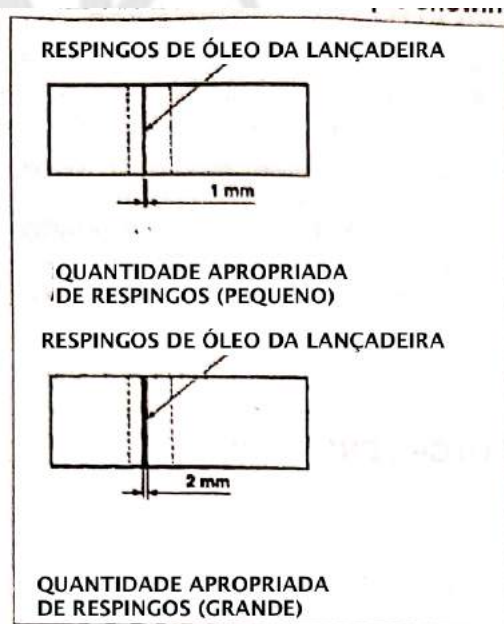 RESPINGOS DE ÓLEO DA LANÇADEIRA
1 mm
QUANTIDADE APROPRIADA
DE RESPINGOS (PEQUENO)
RESPINGOS DE ÓLEO DA LANÇADEIRA
2 mm
QUANTIDADE APROPRIADA
DE RESPINGOS (GRANDE)